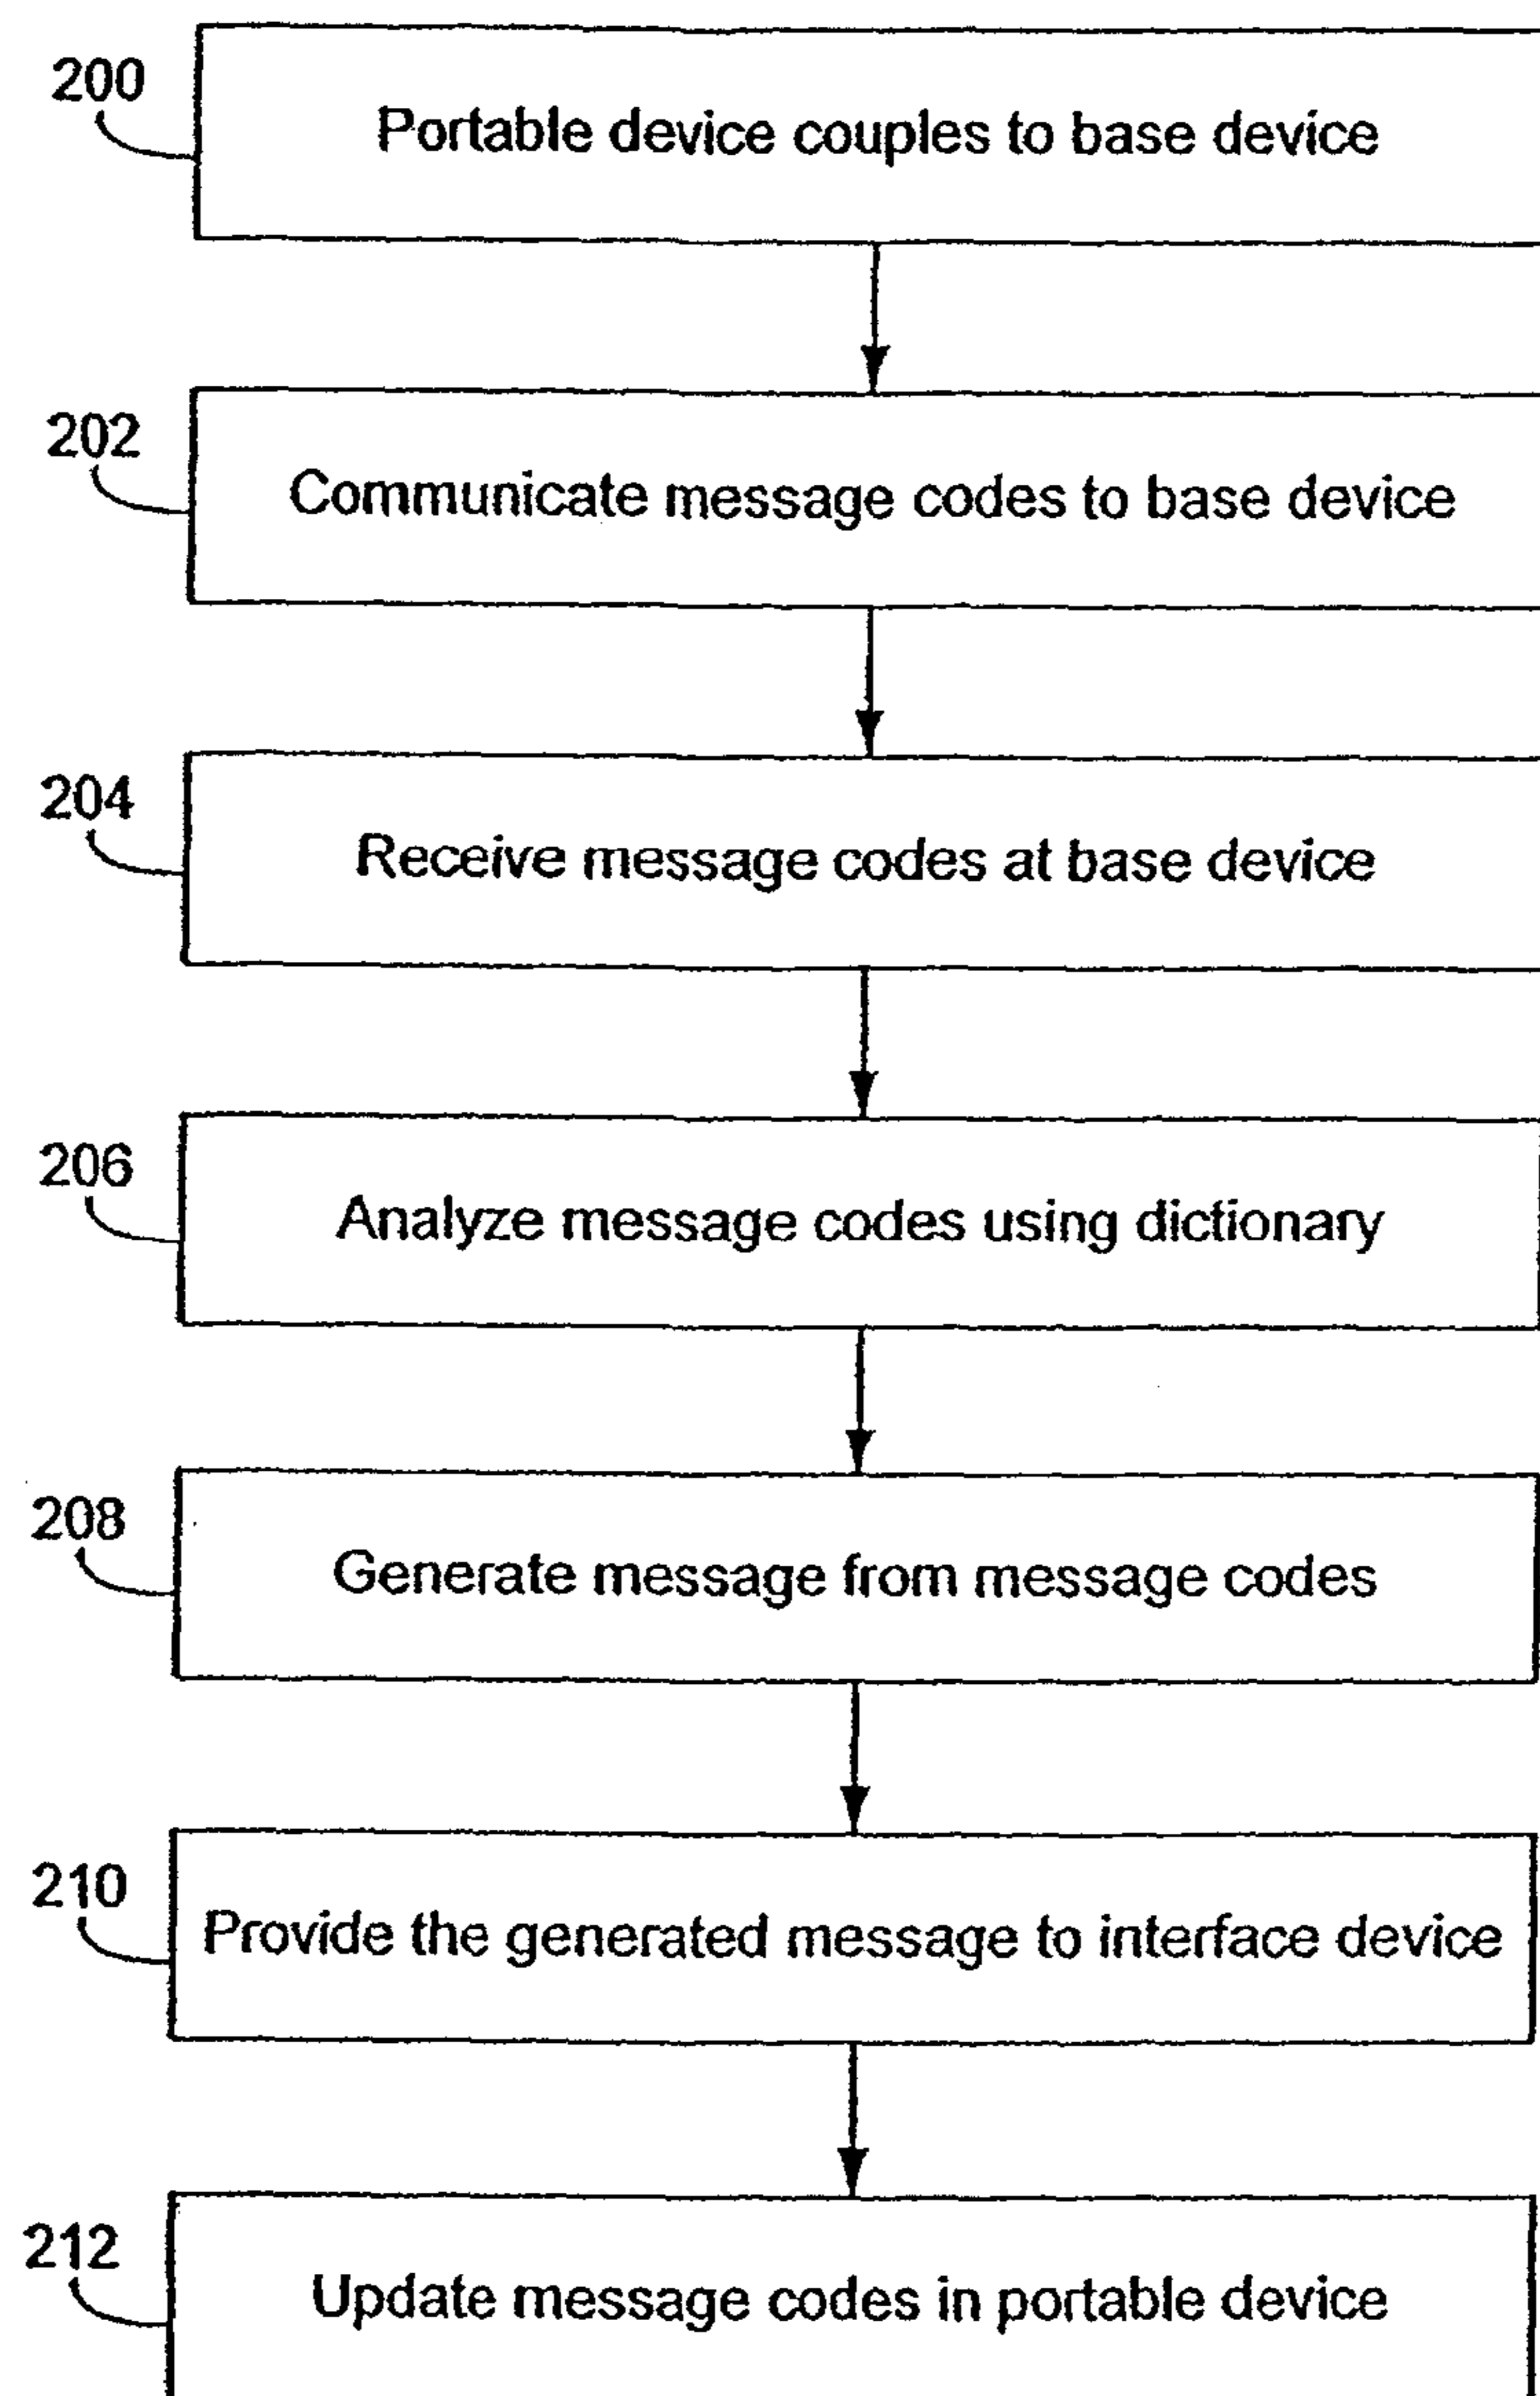 200
Portable device couples to base device
202
Communicate message codes to base device
204
Receive message codes at base device
206
Analyze message codes using dictionary
208
Generate message from message codes
210
Provide the generated message to interface device
212
Update message codes in portable device